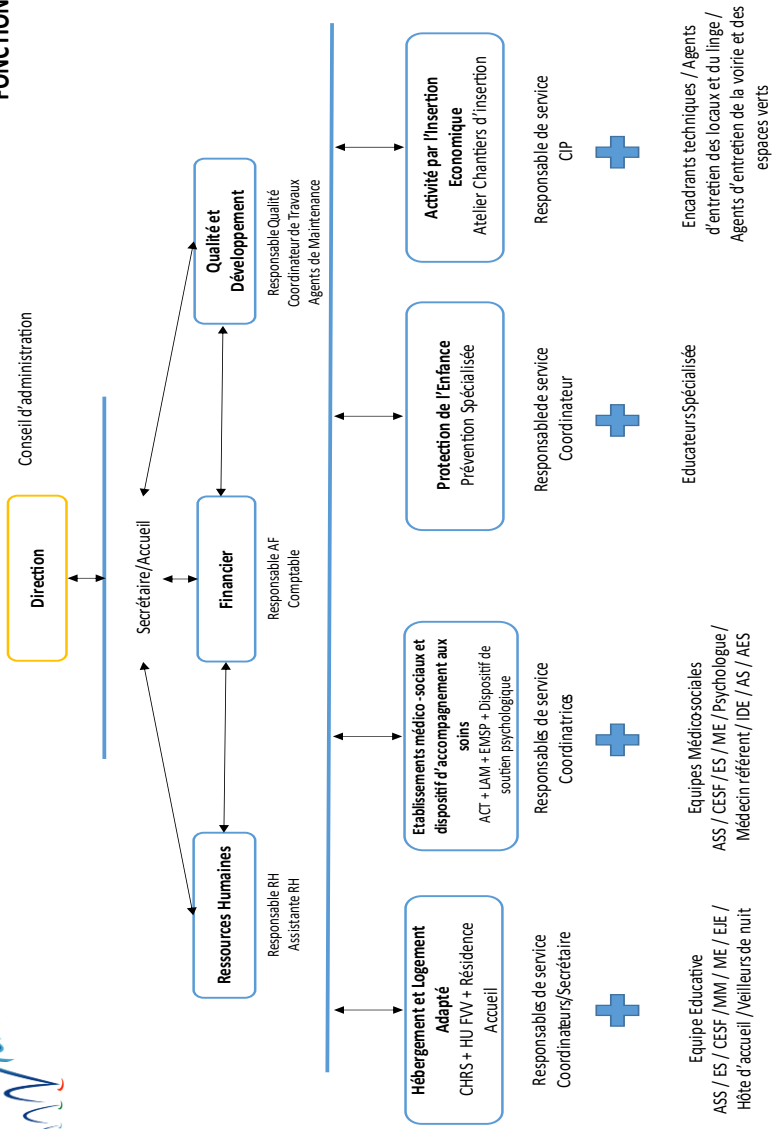 FONCTION
Conseil d'administration
Direction
Secrétaire/Accueil
Ressources Humaines
Responsable RH
Assistante RH
Financier
Responsable AF
Comptable
Qualité et
Développement
Responsable Qualité
Coordinateur de Travaux
Agents de Maintenance
Hébergement et Logement
Adapté
CHRS + HU FVV + Résidence
Accueil
Responsables de service
Coordinateurs/Secrétaire
Equipe Educative
ASS / ES / CESF / MM / ME / EJE /
Hôte d'accueil / Veilleurs de nuit
Etablissements médico-sociaux et
dispositif d'accompagnement aux
soins
ACT + LAM + EMSP + Dispositif de
soutien psychologique
Responsables de service
Coordinatrices
Equipes Médico-sociales
ASS / CESF / ES / ME / Psychologue /
Médecin référent / IDE / AS / AES
Protection de l'Enfance
Prévention Spécialisée
Responsable de service
Coordinateur
Educateurs Spécialisée
Activité par l'Insertion
Economique
Atelier Chantiers d'insertion
Responsable de service
CIP
Encadrants techniques / Agents
d'entretien des locaux et du linge /
Agents d'entretien de la voirie et des
espaces verts